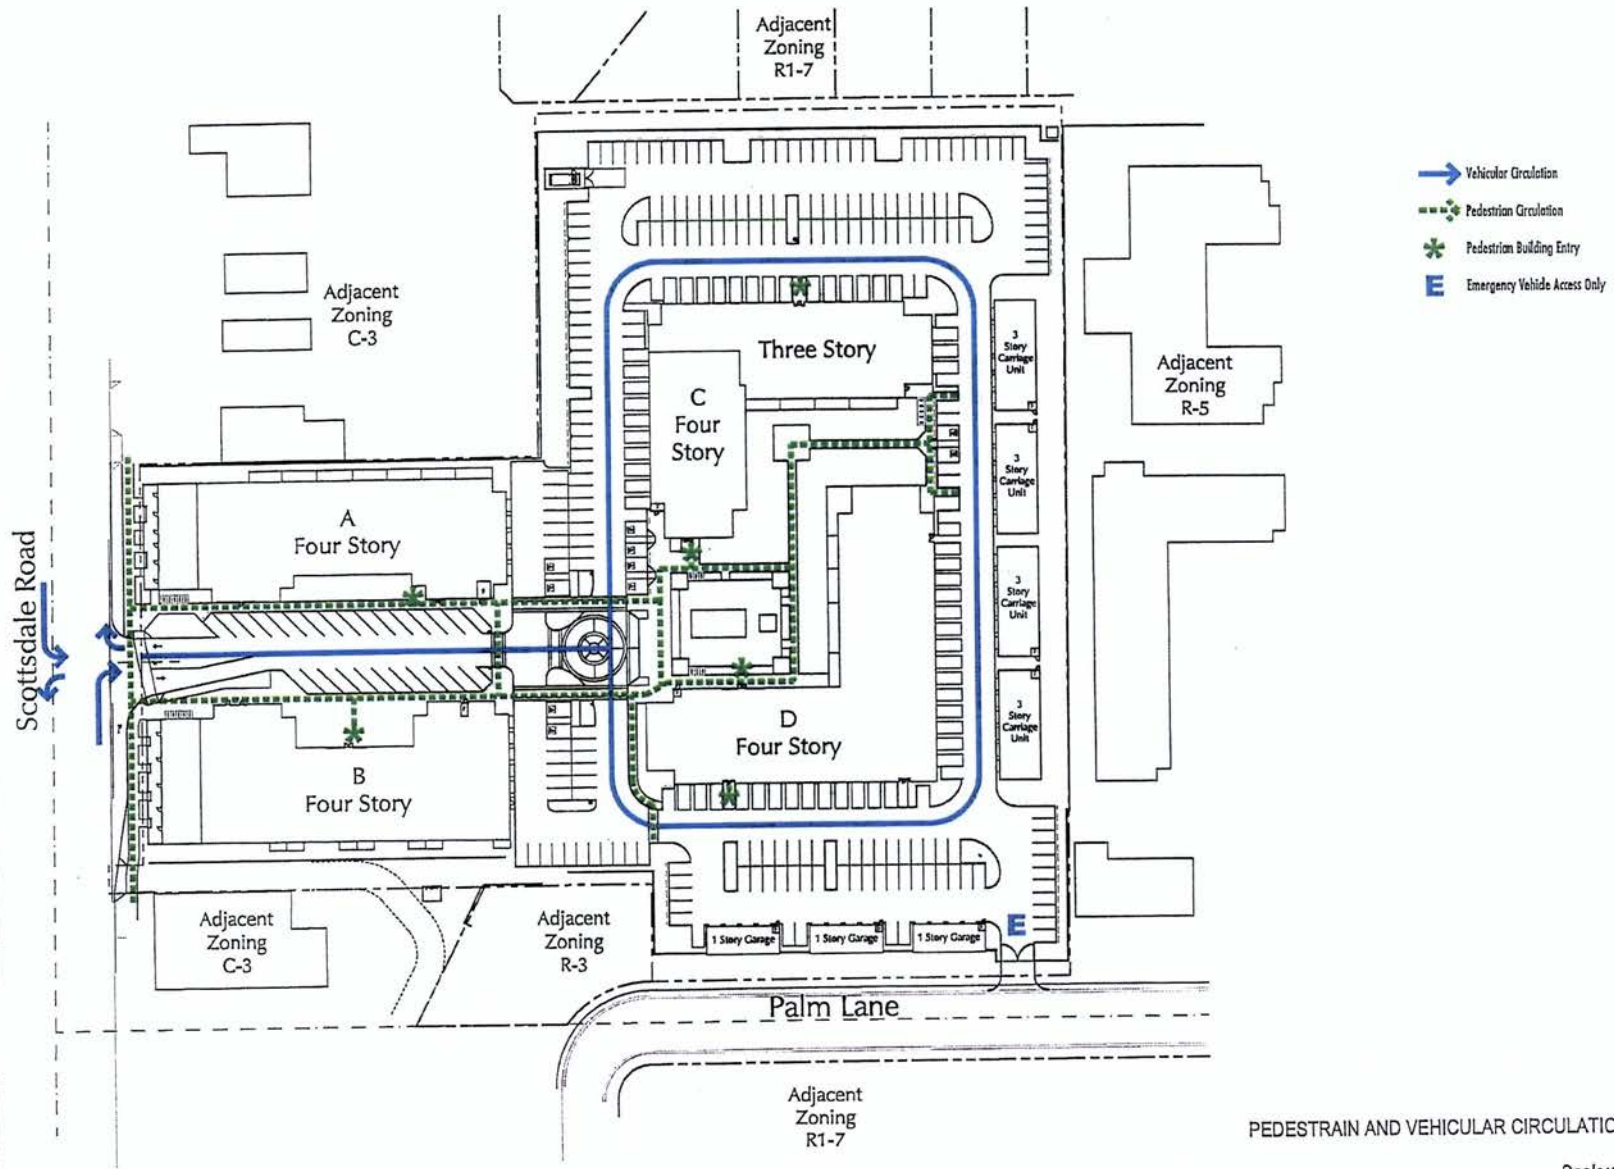 Adjacent
Zoning
R1-7
Vehicular Circulation
Pedestrian Circulation
Pedestrian Building Entry
E
Emergency Vehicle Access Only
Adjacent
Zoning
C-3
Three Story
C
Four
Story
3
Story
Carriage
Unit
Adjacent
Zoning
R-5
3
Story
Carriage
Unit
A
Four Story
3
Story
Carriage
Unit
Scottsdale Road
3
Story
Carriage
Unit
D
Four Story
B
Four Story
Adjacent
Zoning
C-3
Adjacent
Zoning
R-3
1 Story Garage
1 Story Garage
1 Story Garage
E
Palm Lane
Adjacent
Zoning
R1-7
PEDESTRAIN AND VEHICULAR CIRCULATIO